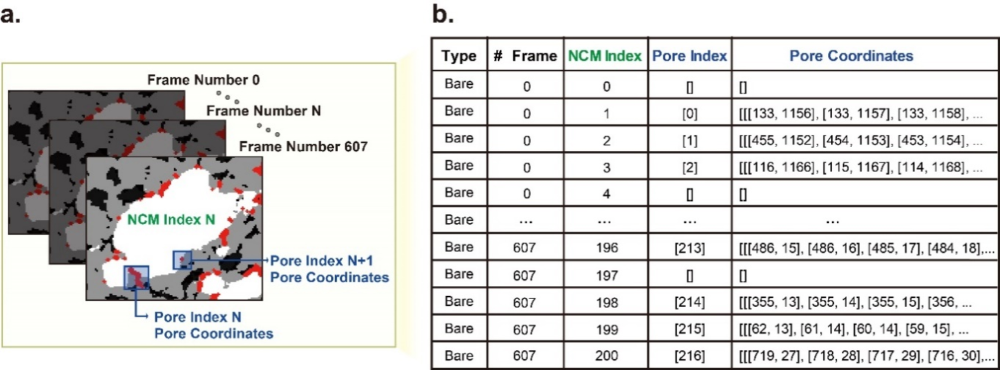 a.
Frame Number 0
Frame Number N
Frame Number 607
NCM Index N
Pore Index N+1
Pore Coordinates
Pore Index N
Pore Coordinates
b.
Type # Frame NCM Index Pore Index Pore Coordinates
Bare 0 0 [] []
Bare 0 1 [0] [[[133, 1156], [133, 1157], [133, 1158], ...
Bare 0 2 [1] [[[455, 1152], [454, 1153], [453, 1154], ...
Bare 0 3 [2] [[[116, 1166], [115, 1167], [114, 1168], ...
Bare 0 4 [] []
Bare ... ... ... ...
Bare 607 196 [213] [[[486, 15], [486, 16], [485, 17], [484, 18],...
Bare 607 197 [] []
Bare 607 198 [214] [[[355, 13], [355, 14], [355, 15], [356, ...
Bare 607 199 [215] [[[62, 13], [61, 14], [60, 14], [59, 15], ...
Bare 607 200 [216] [[[719, 27], [718, 28], [717, 29], [716, 30],...